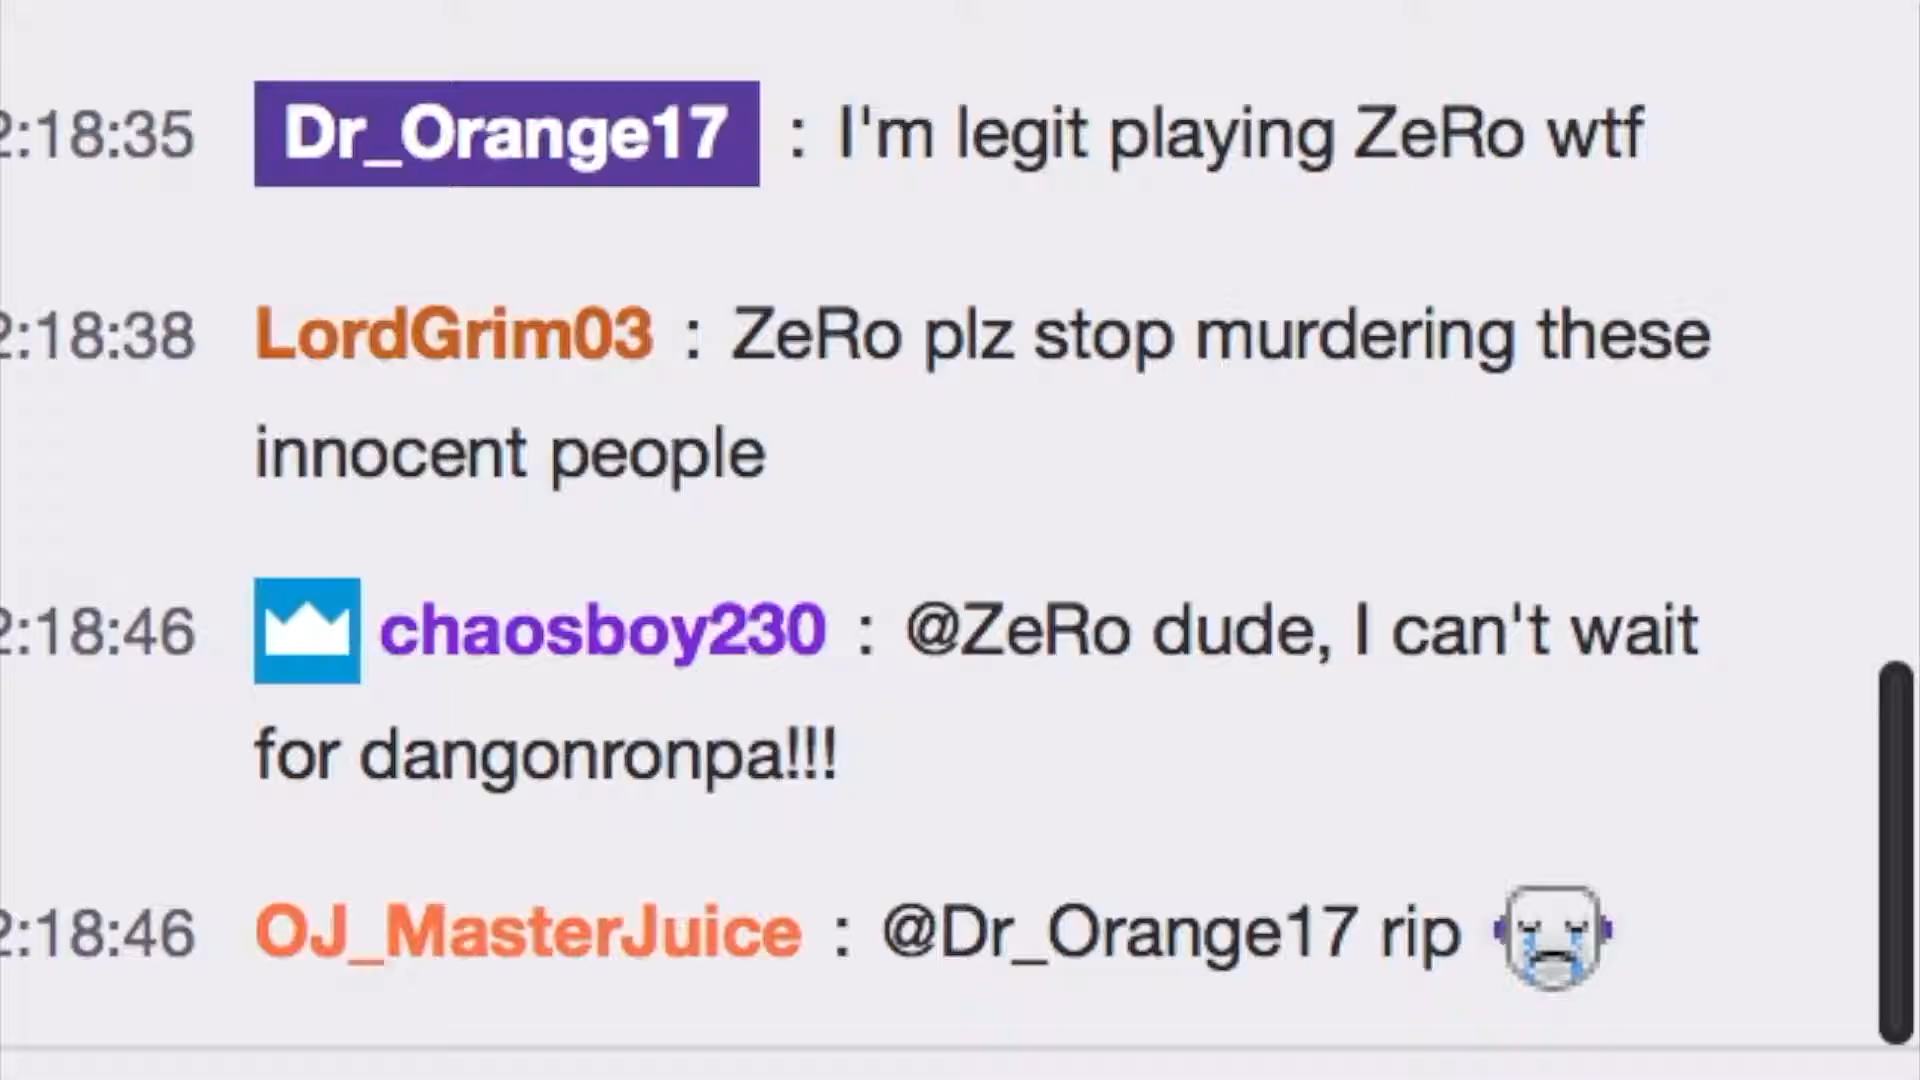 2:18:35 Dr_Orange17 : I'm legit playing ZeRo wtf
2:18:38 LordGrim03 : ZeRo plz stop murdering these
innocent people
2:18:46 chaosboy230 : @ZeRo dude, I can't wait
for dangonronpa!!!
2:18:46 OJ_MasterJuice : @Dr_Orange17 rip